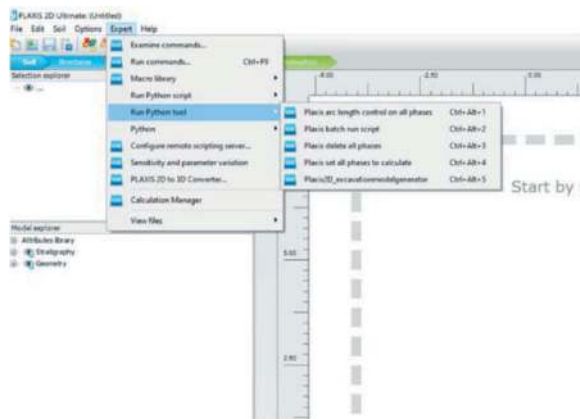 PLAXIS 2D Ultimate: (Untitled)
File Edit Soil Options Expert Help
Soil Structures
Selection explorer
...
Examine commands...
Run commands... Ctrl+F9
Macro library
Run Python script
Run Python tool
Python
Configure remote scripting server...
Sensitivity and parameter variation
PLAXIS 2D to 3D Converter...
Calculation Manager
View files
Plaxis arc length control on all phases Ctrl+Alt+1
Plaxis batch run script Ctrl+Alt+2
Plaxis delete all phases Ctrl+Alt+3
Plaxis set all phases to calculate Ctrl+Alt+4
Plaxis2D_excavationmodelgenerator Ctrl+Alt+5
Start by
Model explorer
Attributes library
Stratigraphy
Geometry